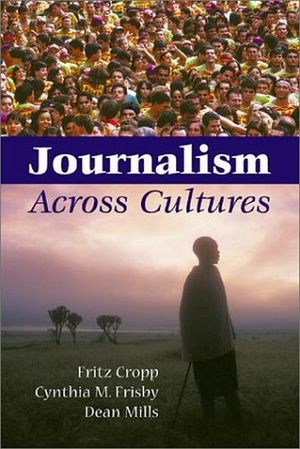 Journalism
Across Cultures
Fritz Cropp
Cynthia M. Frisby
Dean Mills